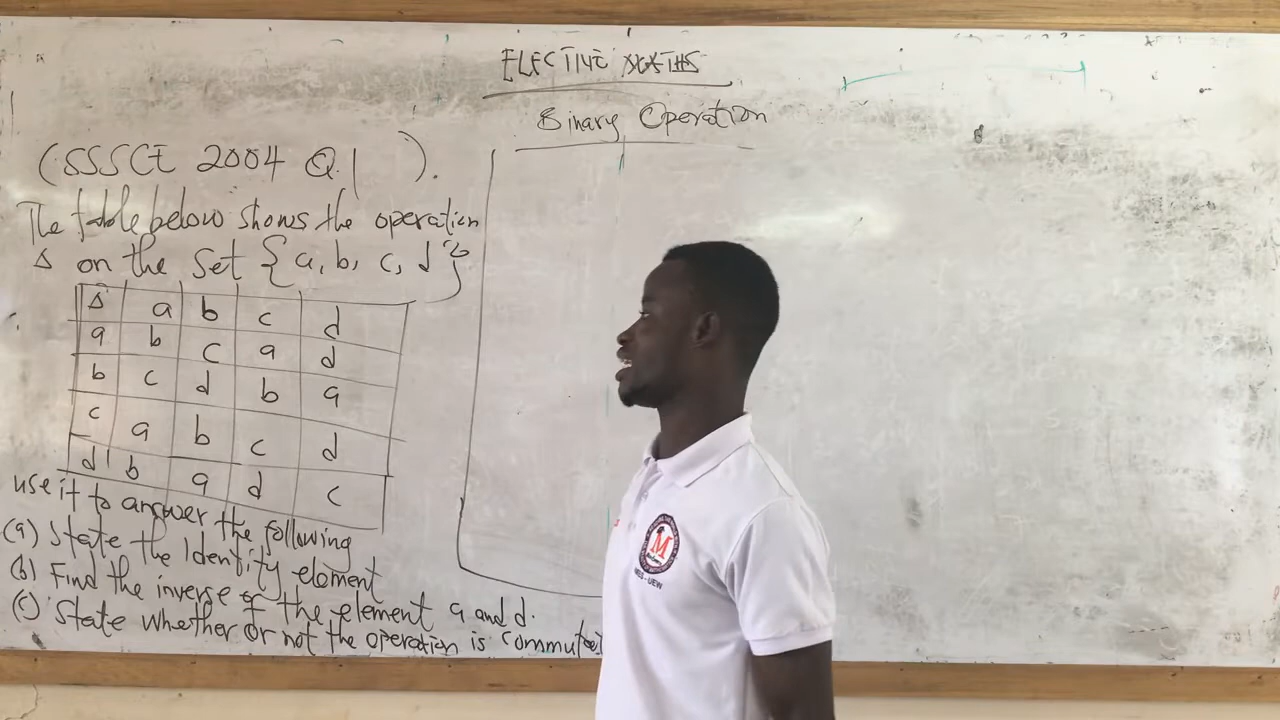 ELECTIVE MATHS
Binary Operation
(SSSCE 2004 Q.1 ).
The table below shows the operation
Δ on the set {a, b, c, d}
Δ a b c d
a b c a d
b c d b a
c a b c d
d b a d c
use it to answer the following
(a) State the Identity element
(b) Find the inverse of the element a and d.
(c) State whether or not the operation is
M
MES-UEW